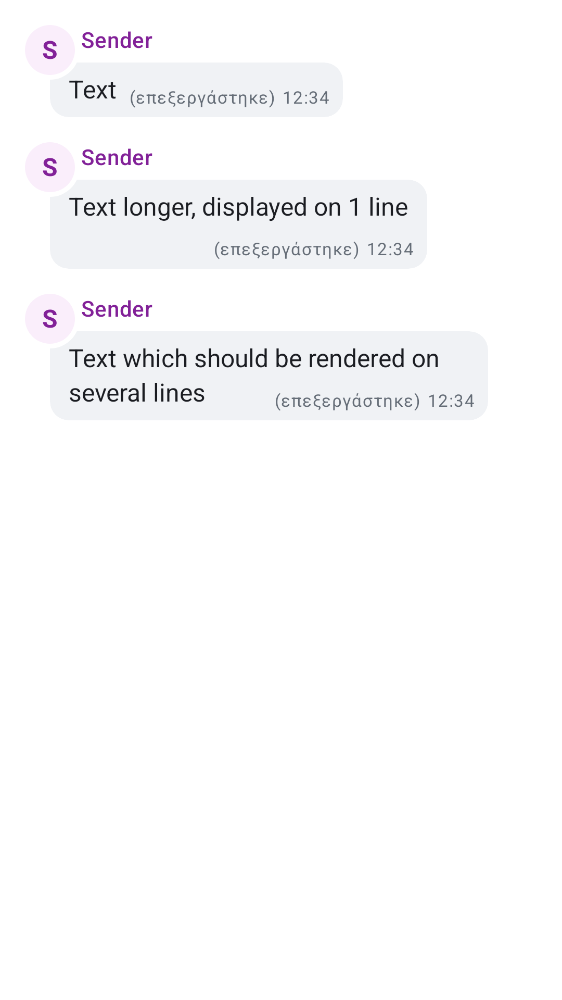 S Sender
Text (επεξεργάστηκε) 12:34
S Sender
Text longer, displayed on 1 line
(επεξεργάστηκε) 12:34
S Sender
Text which should be rendered on
several lines (επεξεργάστηκε) 12:34